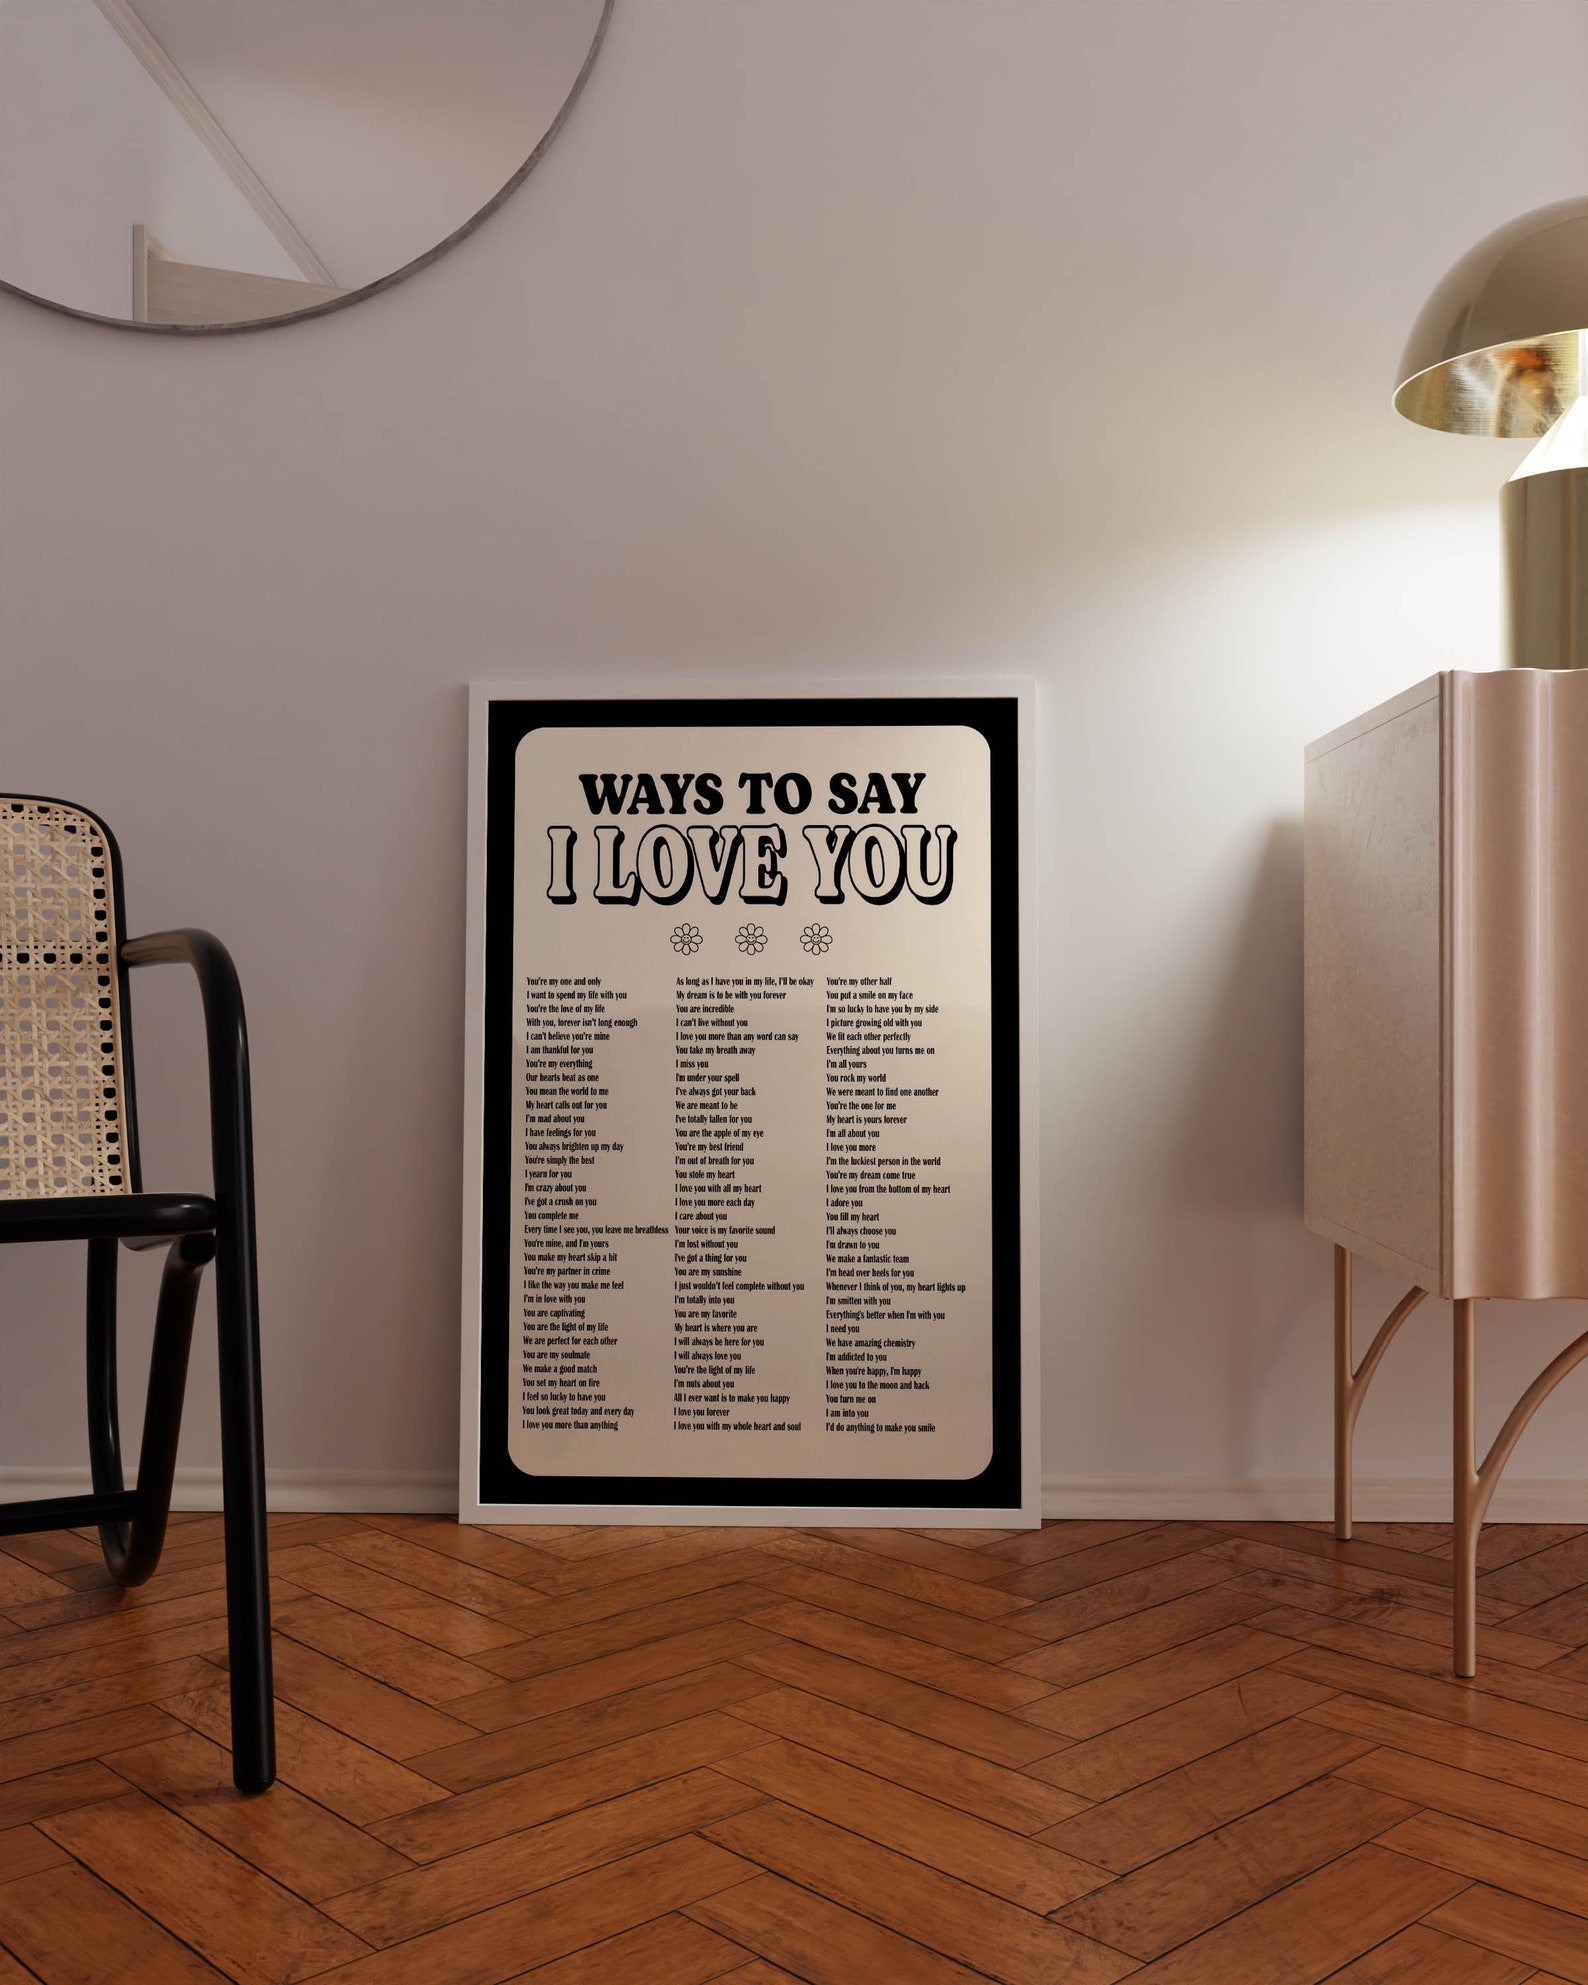 WAYS TO SAY
I LOVE YOU
You're my one and only
I want to spend my life with you
You're the love of my life
With you, forever isn't long enough
I can't believe you're mine
I am thankful for you
You're my everything
Our hearts beat as one
You mean the world to me
My heart calls out for you
I'm mad about you
I have feelings for you
You always brighten up my day
You're simply the best
I yearn for you
I'm crazy about you
I've got a crush on you
You complete me
Every time I see you, you leave me breathless
You're mine, and I'm yours
You make my heart skip a bit
You're my partner in crime
I like the way you make me feel
I'm in love with you
You are captivating
You are the light of my life
We are perfect for each other
You are my soulmate
We make a good match
You set my heart on fire
I feel so lucky to have you
You look great today and every day
I love you more than anything
As long as I have you in my life, I'll be okay
My dream is to be with you forever
You are incredible
I can't live without you
I love you more than any word can say
You take my breath away
I miss you
I'm under your spell
I've always got your back
We are meant to be
I've totally fallen for you
You are the apple of my eye
You're my best friend
I'm out of breath for you
You stole my heart
I love you with all my heart
I love you more each day
I care about you
Your voice is my favorite sound
I'm lost without you
I've got a thing for you
You are my sunshine
I just wouldn't feel complete without you
I'm totally into you
You are my favorite
My heart is where you are
I will always be here for you
I will always love you
You're the light of my life
I'm nuts about you
All I ever want is to make you happy
I love you forever
I love you with my whole heart and soul
You're my other half
You put a smile on my face
I'm so lucky to have you by my side
I picture growing old with you
We fit each other perfectly
Everything about you turns me on
I'm all yours
You rock my world
We were meant to find one another
You're the one for me
My heart is yours forever
I'm all about you
I love you more
I'm the luckiest person in the world
You're my dream come true
I love you from the bottom of my heart
I adore you
You fill my heart
I'll always choose you
I'm drawn to you
We make a fantastic team
I'm head over heels for you
Whenever I think of you, my heart lights up
I'm smitten with you
Everything's better when I'm with you
I need you
We have amazing chemistry
I'm addicted to you
When you're happy, I'm happy
I love you to the moon and back
You turn me on
I am into you
I'd do anything to make you smile